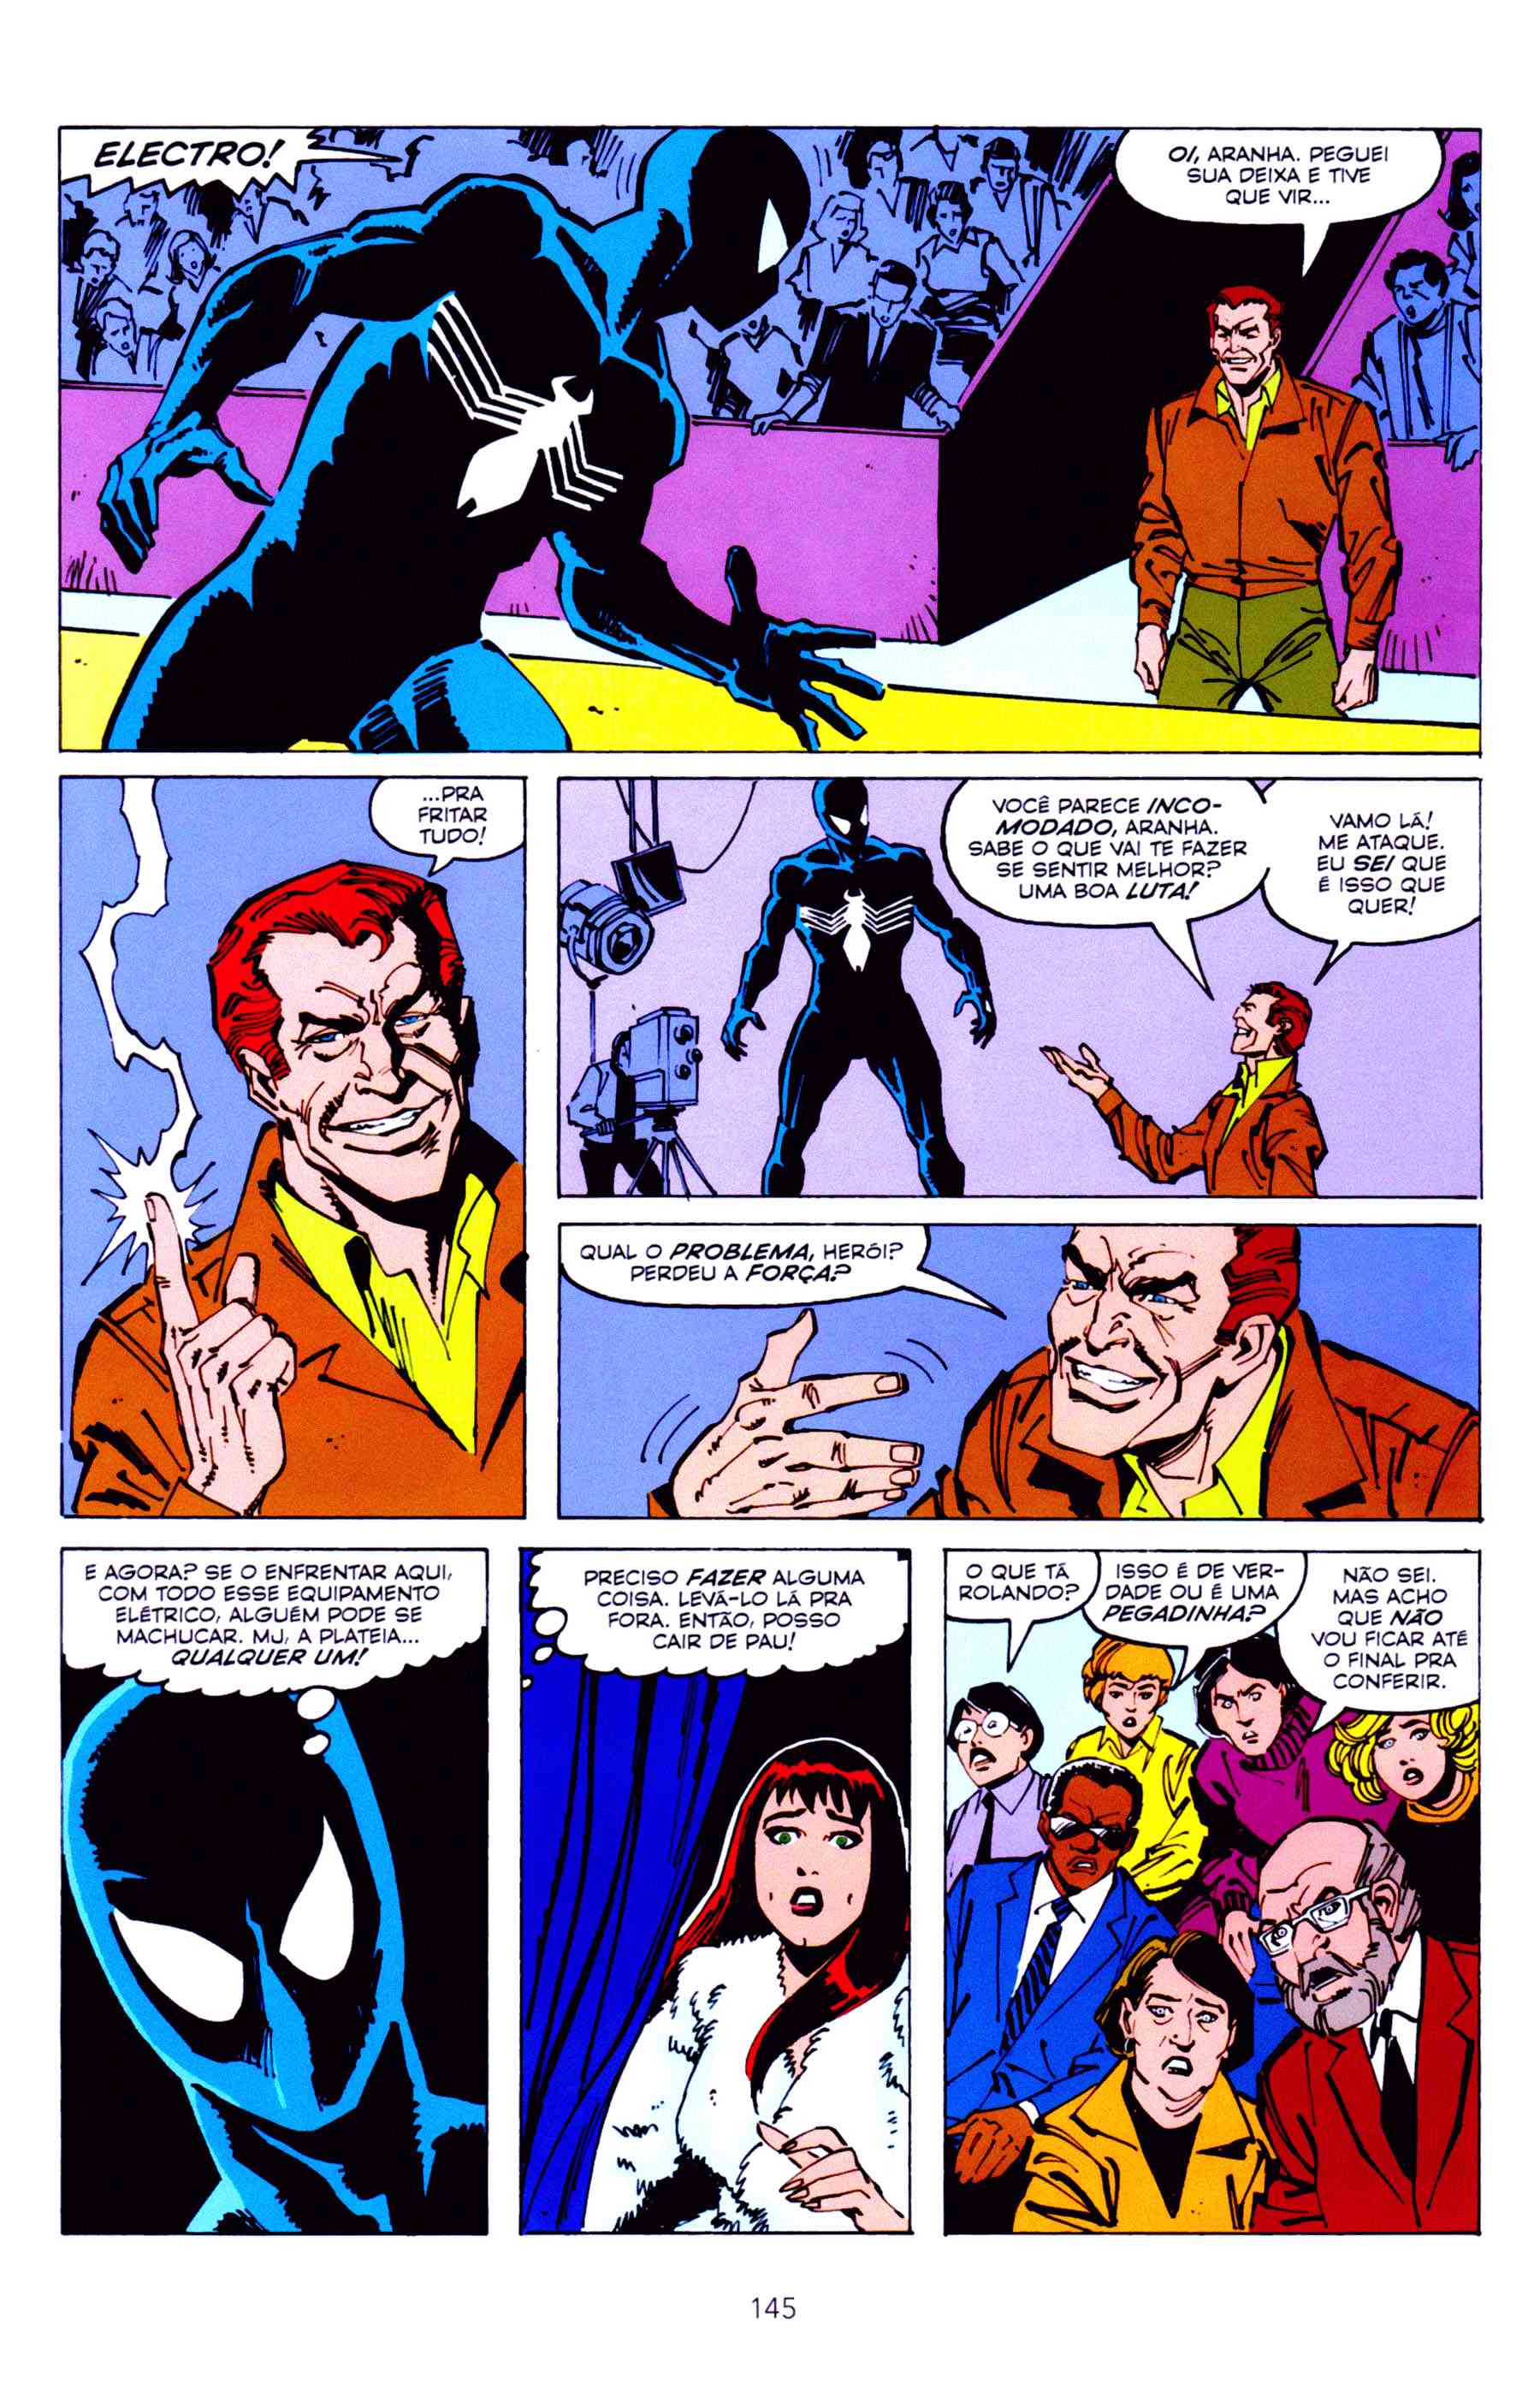 ELECTRO!
OI, ARANHA. PEGUEI
SUA DEIXA E TIVE
QUE VIR...
...PRA
FRITAR
TUDO!
VOCÊ PARECE INCO-
MODADO, ARANHA.
SABE O QUE VAI TE FAZER
SE SENTIR MELHOR?
UMA BOA LUTA!
VAMO LÁ!
ME ATAQUE.
EU SEI QUE
É ISSO QUE
QUER!
QUAL O PROBLEMA, HERÓI?
PERDEU A FORÇA?
E AGORA? SE O ENFRENTAR AQUI,
COM TODO ESSE EQUIPAMENTO
ELÉTRICO, ALGUÉM PODE SE
MACHUCAR. MJ, A PLATEIA...
QUALQUER UM!
PRECISO FAZER ALGUMA
COISA. LEVÁ-LO LÁ PRA
FORA. ENTÃO, POSSO
CAIR DE PAU!
O QUE TÁ
ROLANDO?
ISSO É DE VER-
DADE OU É UMA
PEGADINHA?
NÃO SEI.
MAS ACHO
QUE NÃO
VOU FICAR ATÉ
O FINAL PRA
CONFERIR.
145